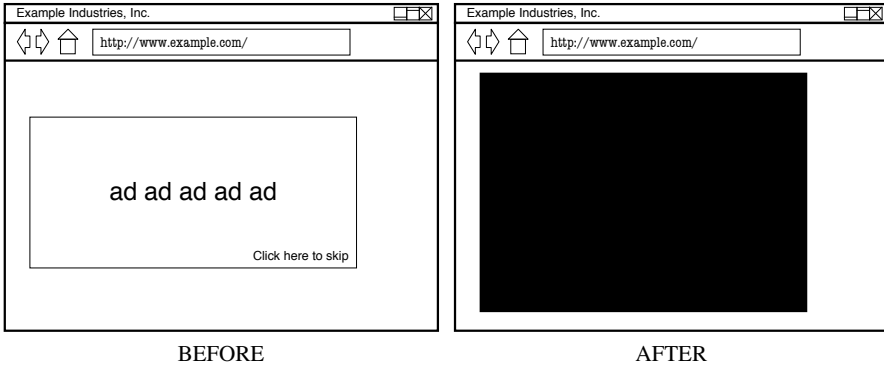 Example Industries, Inc.
http://www.example.com/
ad ad ad ad ad
Click here to skip
BEFORE
Example Industries, Inc.
http://www.example.com/
AFTER